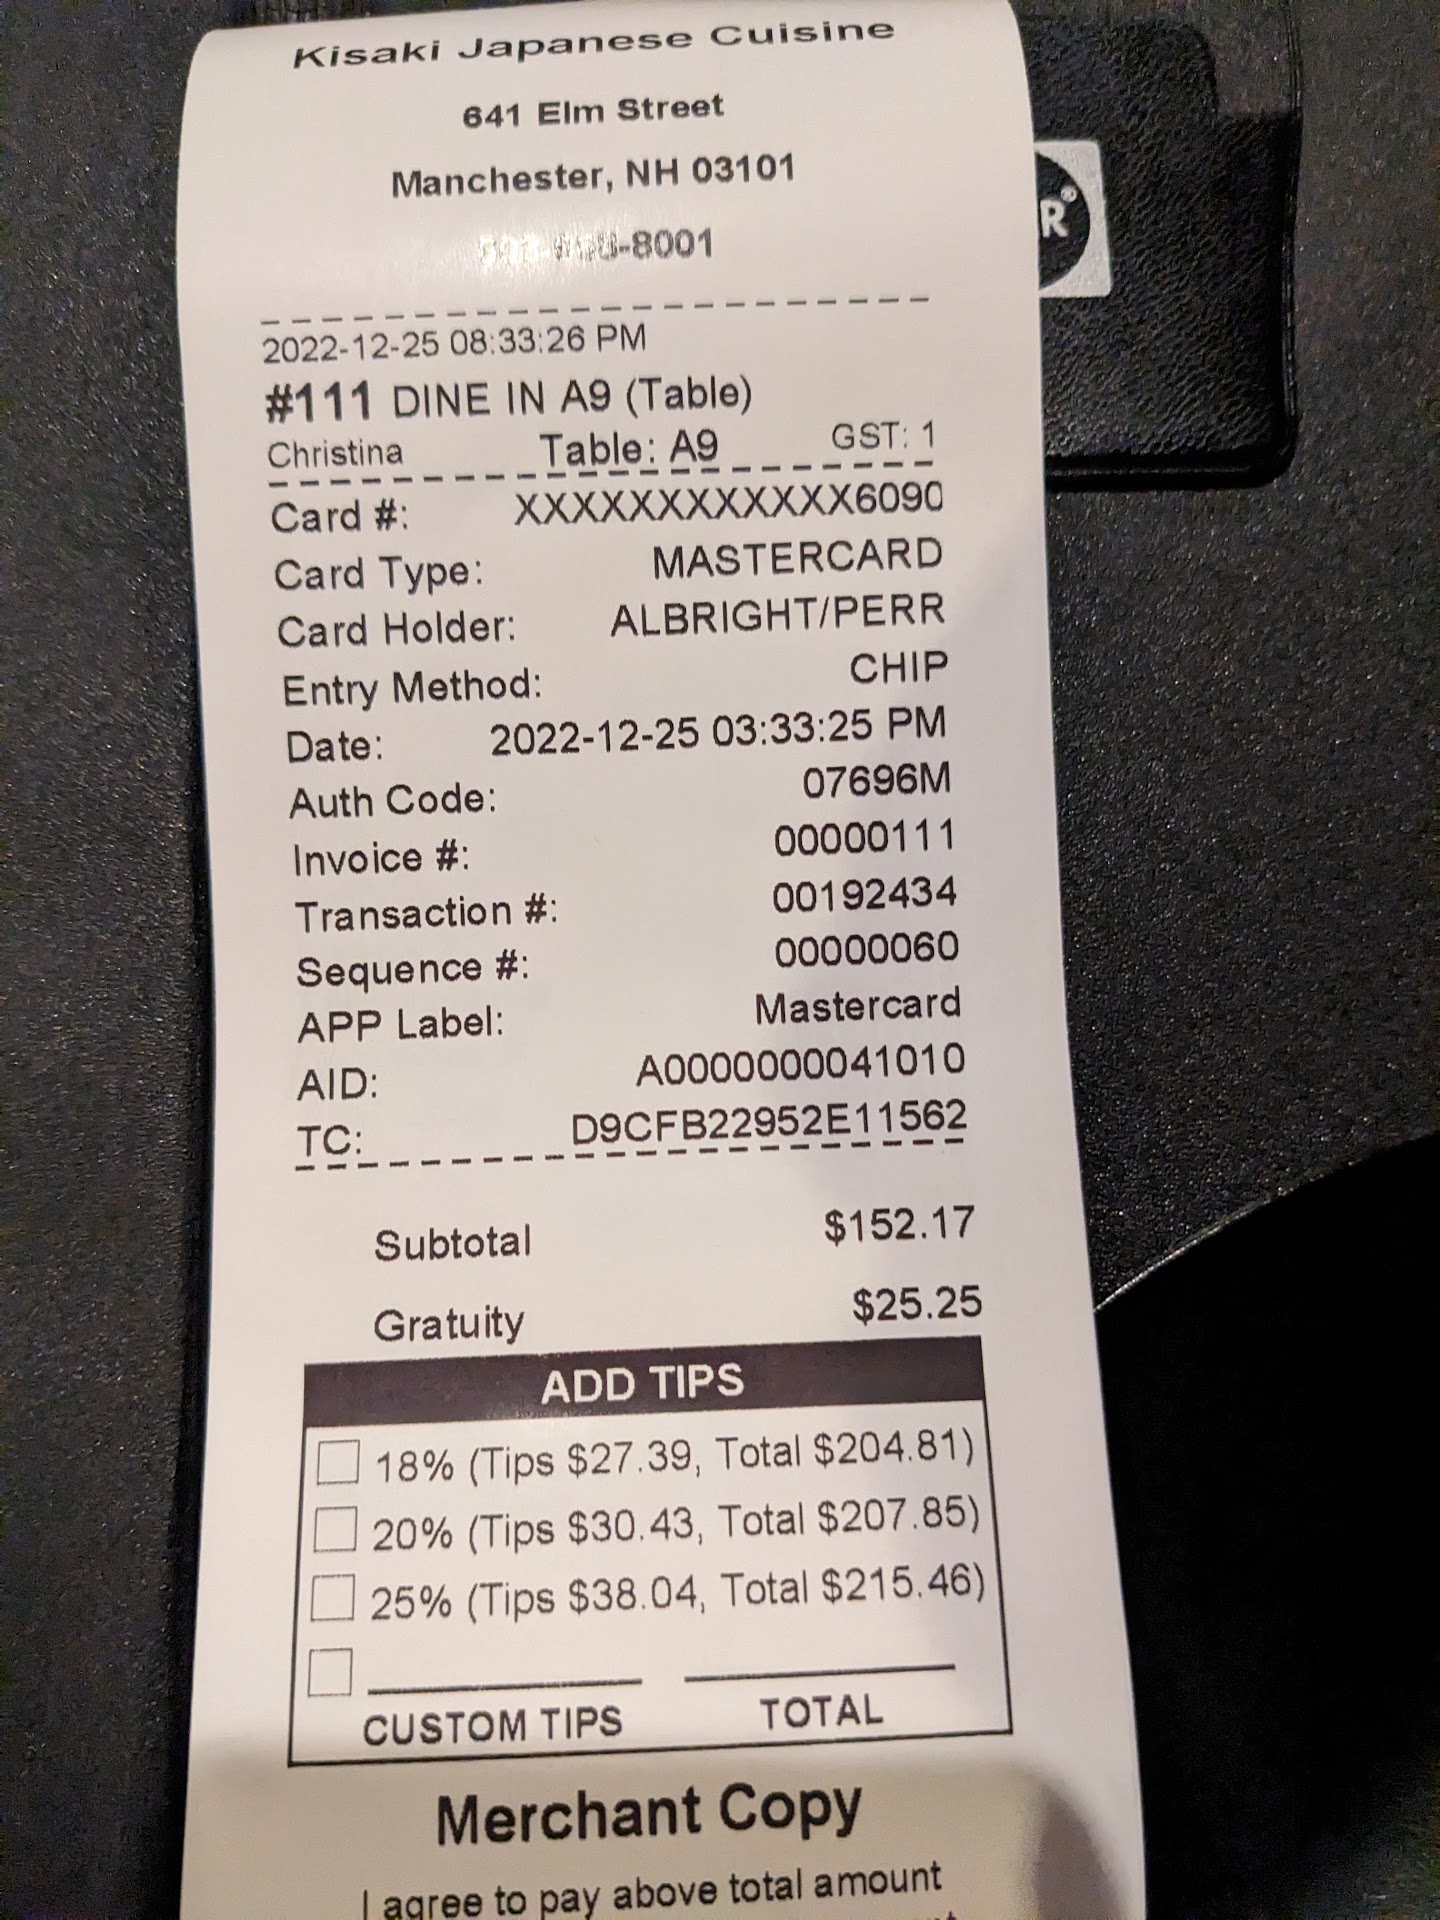 Kisaki Japanese Cuisine
641 Elm Street
Manchester, NH 03101
-8001
2022-12-25 08:33:26 PM
#111 DINE IN A9 (Table)
Christina Table: A9 GST: 1
Card #: XXXXXXXXXXXX6090
Card Type: MASTERCARD
Card Holder: ALBRIGHT/PERR
Entry Method: CHIP
Date: 2022-12-25 03:33:25 PM
Auth Code: 07696M
Invoice #: 00000111
Transaction #: 00192434
Sequence #: 00000060
APP Label: Mastercard
AID: A0000000041010
TC: D9CFB22952E11562
Subtotal $152.17
Gratuity $25.25
ADD TIPS
18% (Tips $27.39, Total $204.81)
20% (Tips $30.43, Total $207.85)
25% (Tips $38.04, Total $215.46)
CUSTOM TIPS TOTAL
Merchant Copy
I agree to pay above total amount
R®